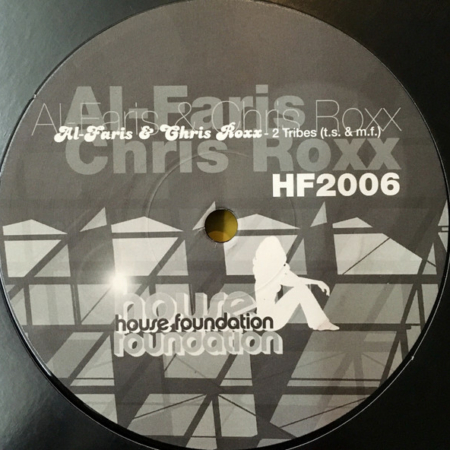 Al-Faris
Al-Faris & Chris Roxx
Al-Faris & Chris Roxx - 2 Tribes (t.s. & m.f.)
Chris Roxx
HF2006
house
house foundation
foundation